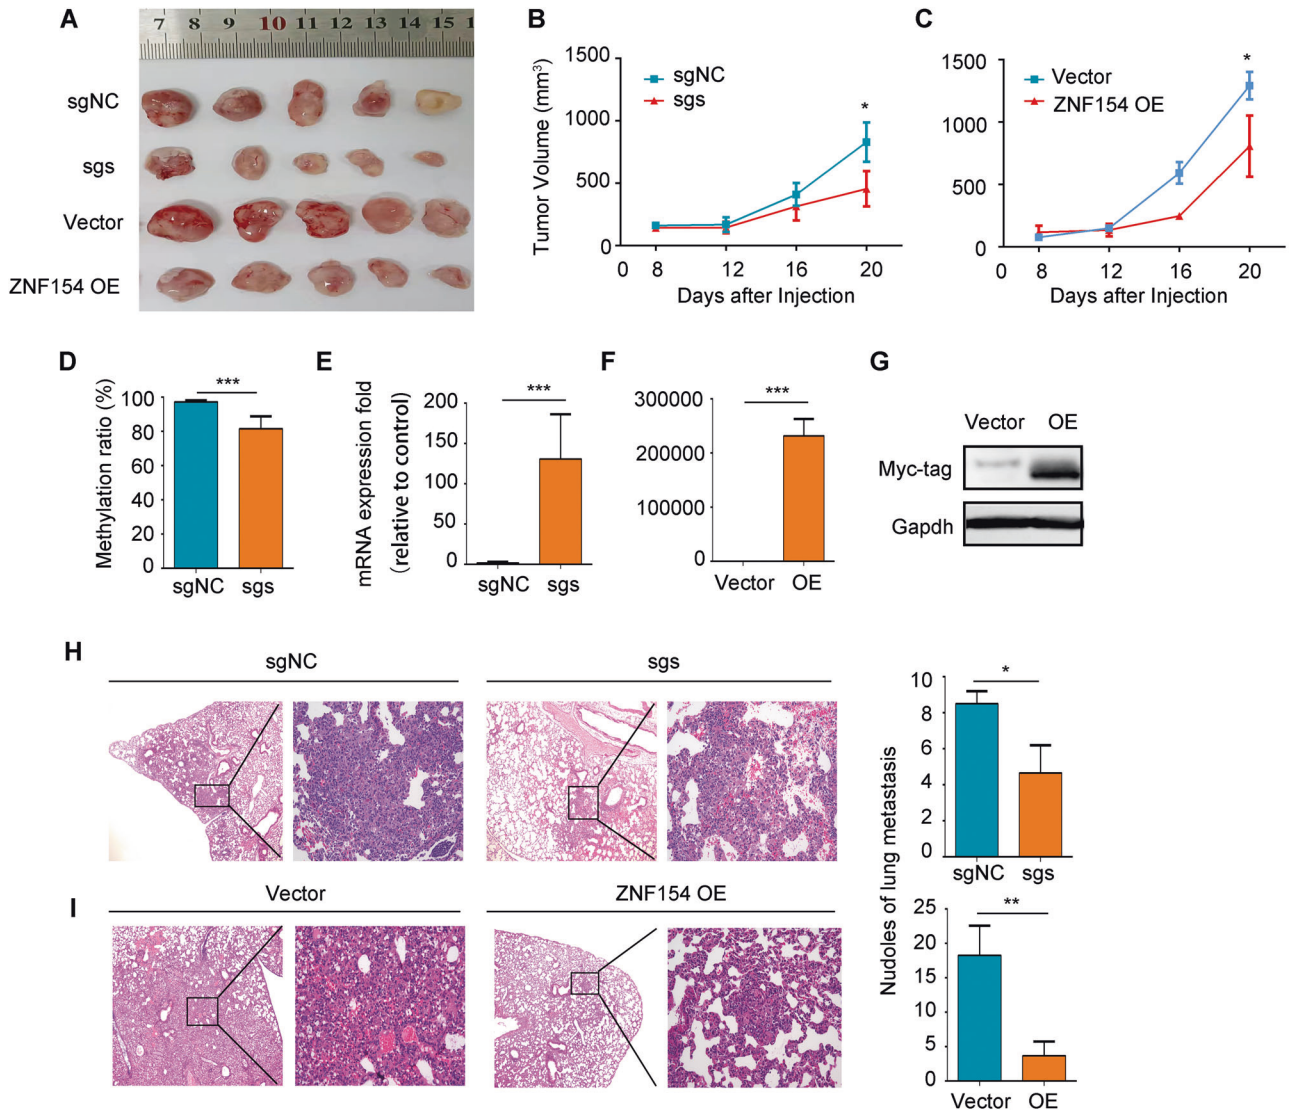 A
7 8 9 10 11 12 13 14 15
sgNC
sgs
Vector
ZNF154 OE
B
Tumor Volume (mm³)
1500
1000
500
0
sgNC
sgs
*
0 8 12 16 20
Days after Injection
C
1500
1000
500
0
Vector
ZNF154 OE
*
0 8 12 16 20
Days after Injection
D
Methylation ratio (%)
100
80
60
40
20
0
***
sgNC sgs
E
mRNA expression fold
(relative to control)
200
150
100
50
0
***
sgNC sgs
F
300000
200000
100000
0
***
Vector OE
G
Vector OE
Myc-tag
Gapdh
H
sgNC
sgs
Nudoles of lung metastasis
10
8
6
4
2
0
*
sgNC sgs
I
Vector
ZNF154 OE
25
20
15
10
5
0
**
Vector OE